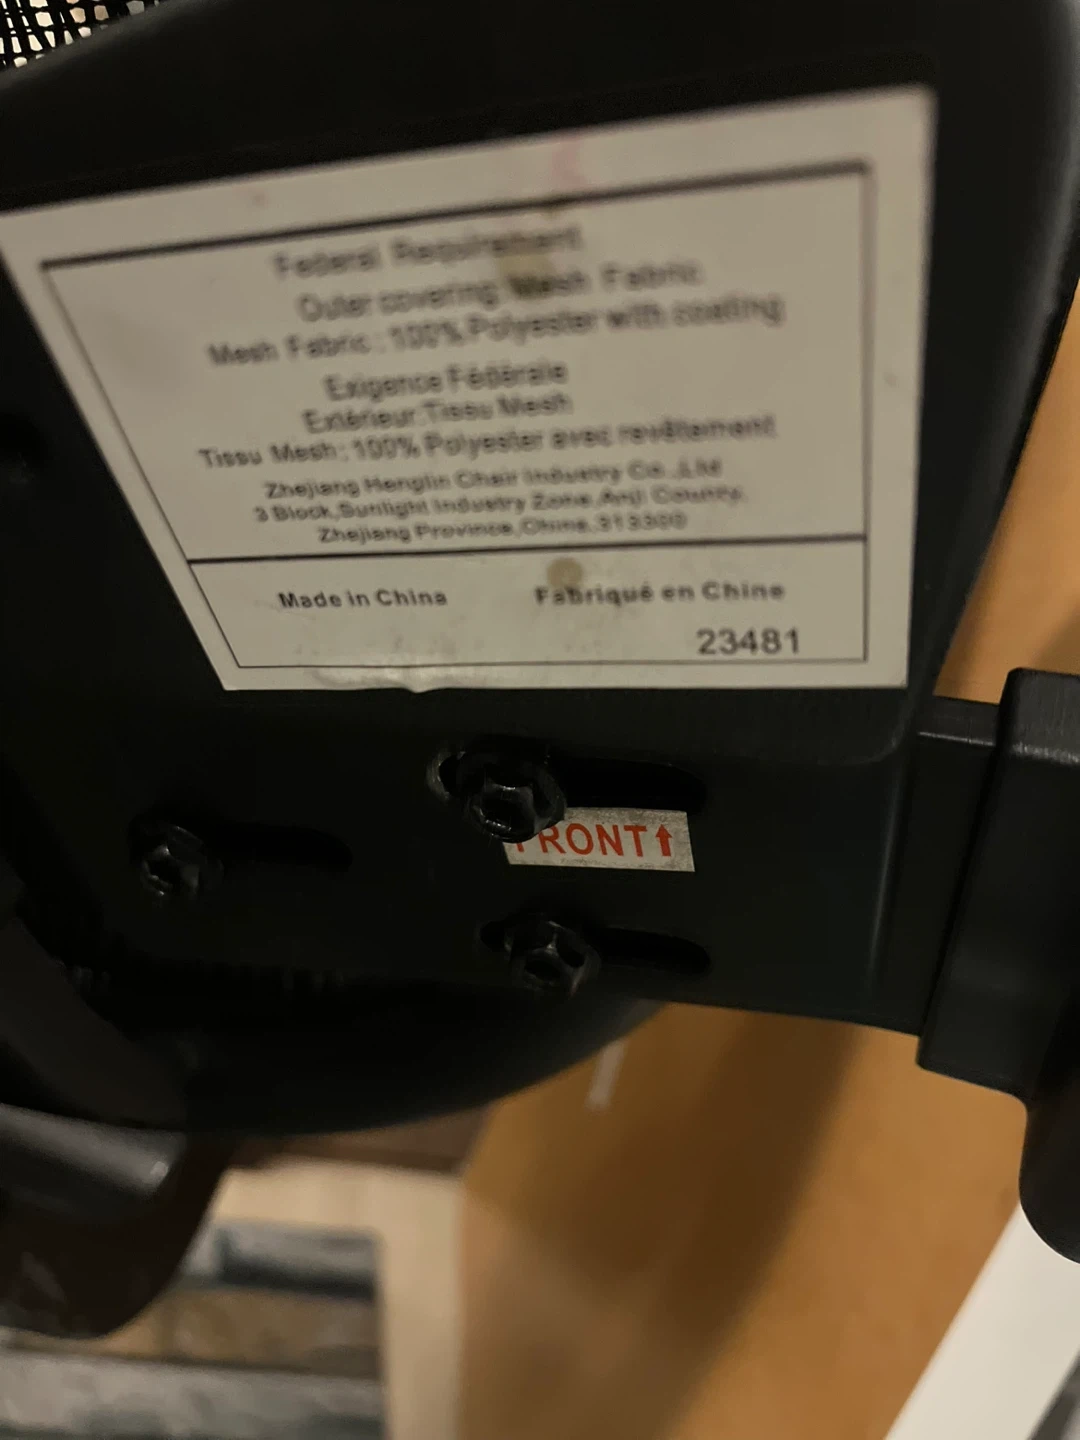 Federal Requirement
Outer covering: Mesh Fabric
Mesh Fabric: 100% Polyester with coating
Exigence Fédérale
Extérieur:Tissu Mesh
Tissu Mesh: 100% Polyester avec revêtement
Zhejiang Henglin Chair Industry Co.,Ltd
3 Block,Sunlight Industry Zone,Anji County,
Zhejiang Province,China,313300
Made in China Fabriqué en Chine
23481
FRONT↑